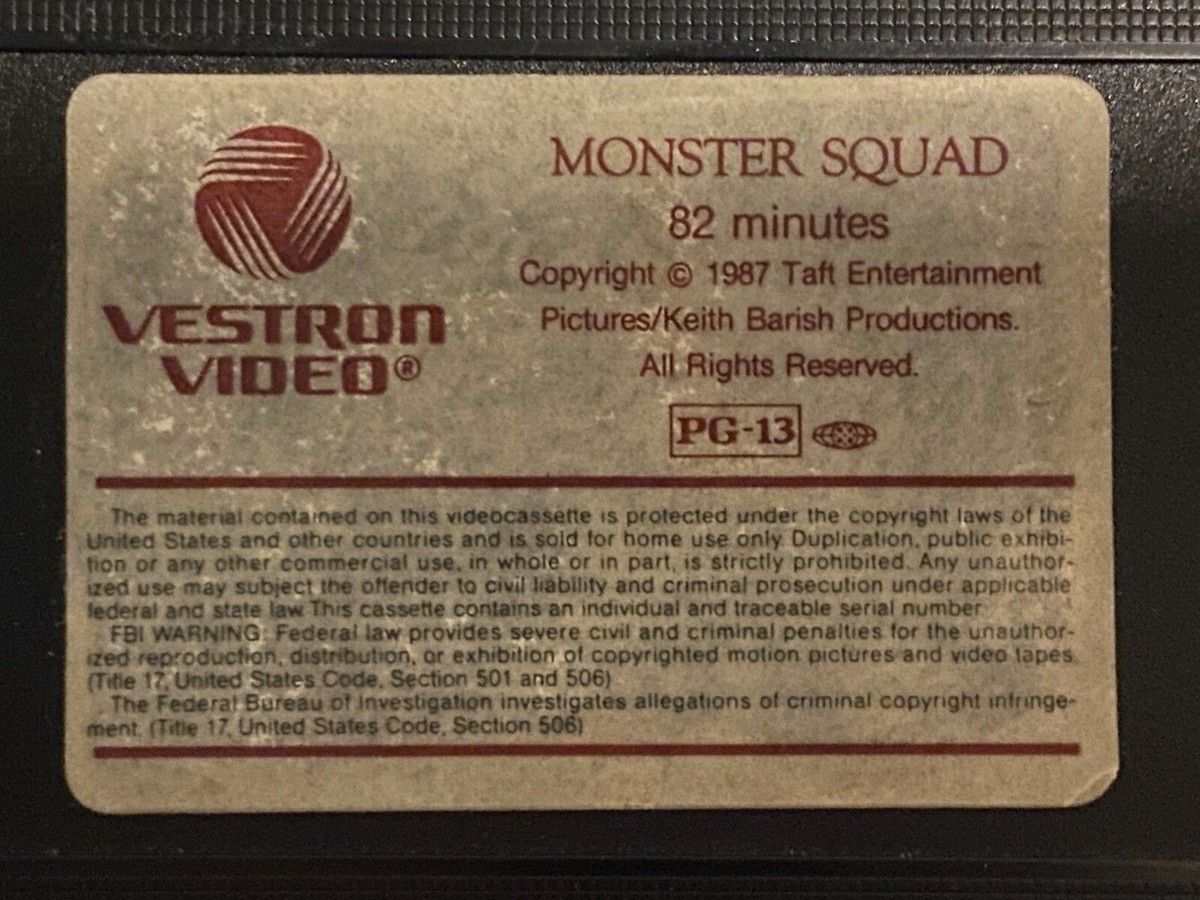 VESTRON
VIDEO®
MONSTER SQUAD
82 minutes
Copyright © 1987 Taft Entertainment
Pictures/Keith Barish Productions.
All Rights Reserved.
PG-13
The material contained on this videocassette is protected under the copyright laws of the
United States and other countries and is sold for home use only. Duplication, public exhibi-
tion or any other commercial use, in whole or in part, is strictly prohibited. Any unauthor-
ized use may subject the offender to civil liability and criminal prosecution under applicable
federal and state law. This cassette contains an individual and traceable serial number.
FBI WARNING: Federal law provides severe civil and criminal penalties for the unauthor-
ized reproduction, distribution, or exhibition of copyrighted motion pictures and video tapes.
(Title 17, United States Code, Section 501 and 506)
The Federal Bureau of Investigation investigates allegations of criminal copyright infringe-
ment. (Title 17, United States Code, Section 506)